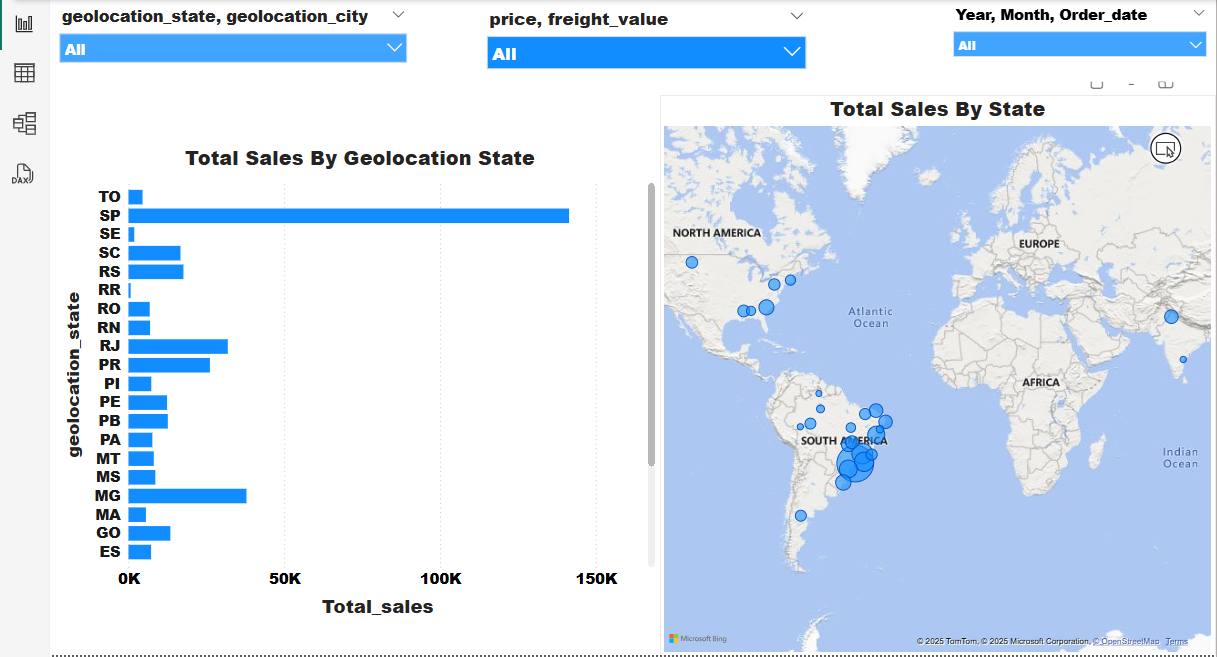 geolocation_state, geolocation_city
All
price, freight_value
All
Year, Month, Order_date
All
DAX
Total Sales By Geolocation State
geolocation_state
TO
SP
SE
SC
RS
RR
RO
RN
RJ
PR
PI
PE
PB
PA
MT
MS
MG
MA
GO
ES
0K 50K 100K 150K
Total_sales
Total Sales By State
NORTH AMERICA
EUROPE
Atlantic
Ocean
AFRICA
SOUTH AMERICA
Indian
Ocean
Microsoft Bing
© 2025 TomTom, © 2025 Microsoft Corporation, © OpenStreetMap Terms